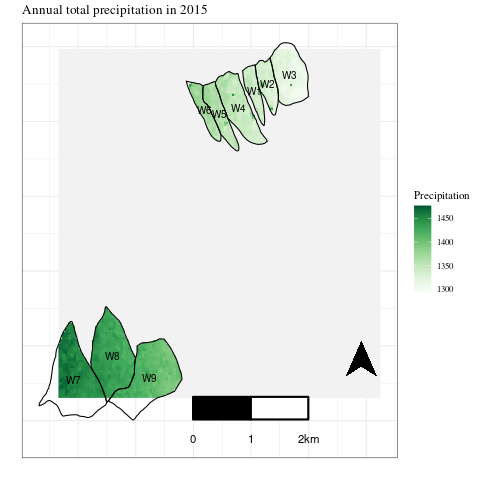 Annual total precipitation in 2015
W3
W2
W1
W4
W6
W5
Precipitation
1450
1400
1350
1300
W8
W7
W9
0 1 2km